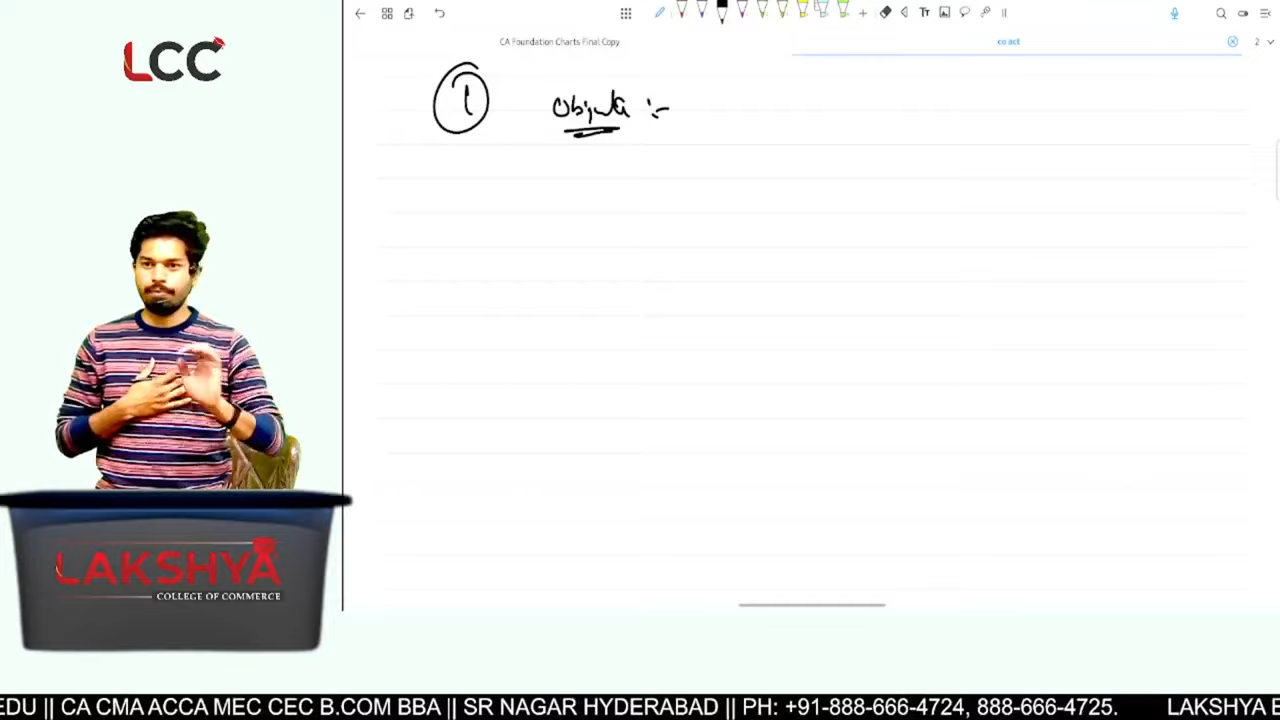 LCC
TT
CA Foundation Charts Final Copy
co act
2
1
LAKSHYA
COLLEGE OF COMMERCE
EDU || CA CMA ACCA MEC CEC B.COM BBA || SR NAGAR HYDERABAD || PH: +91-888-666-4724, 888-666-4725. LAKSHYA E